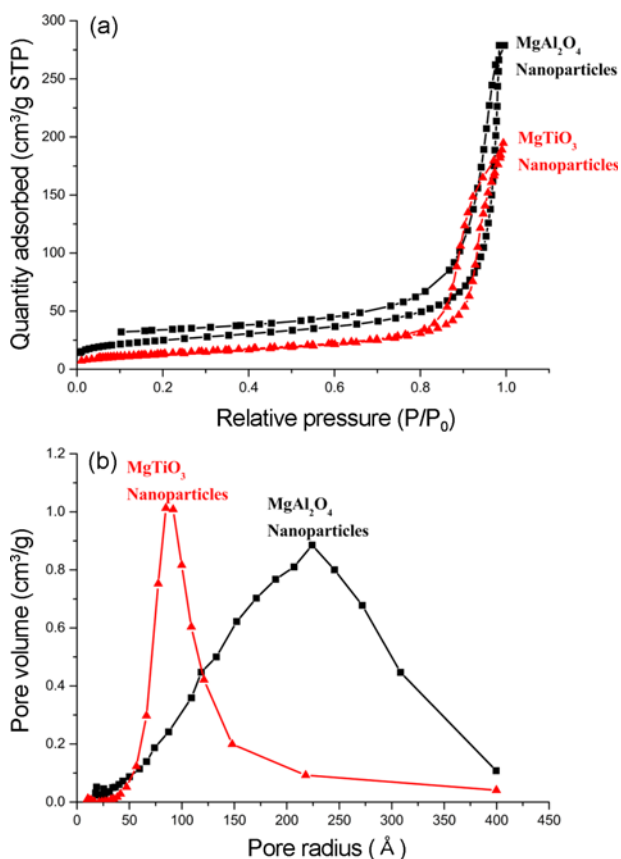 (a)
MgAl₂O₄
Nanoparticles
MgTiO₃
Nanoparticles
Quantity adsorbed (cm³/g STP)
300
250
200
150
100
50
0
0.0 0.2 0.4 0.6 0.8 1.0
Relative pressure (P/P₀)
(b)
MgTiO₃
Nanoparticles
MgAl₂O₄
Nanoparticles
Pore volume (cm³/g)
1.2
1.0
0.8
0.6
0.4
0.2
0.0
0 50 100 150 200 250 300 350 400 450
Pore radius ( Å )